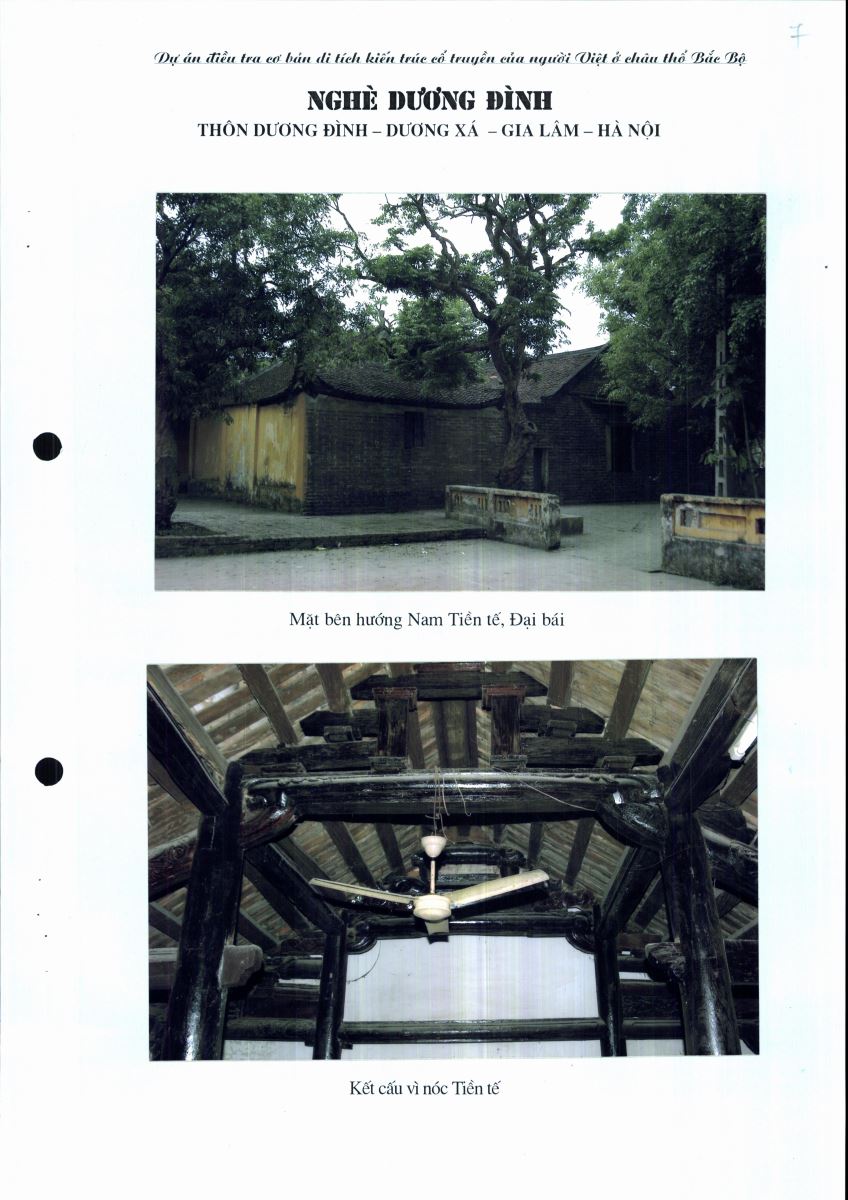 7
Dự án điều tra cơ bản di tích kiến trúc cổ truyền của người Việt ở châu thổ Bắc Bộ
NGHÈ DƯƠNG ĐÌNH
THÔN DƯƠNG ĐÌNH – DƯƠNG XÁ – GIA LÂM – HÀ NỘI
Mặt bên hướng Nam Tiền tế, Đại bái
Kết cấu vì nóc Tiền tế